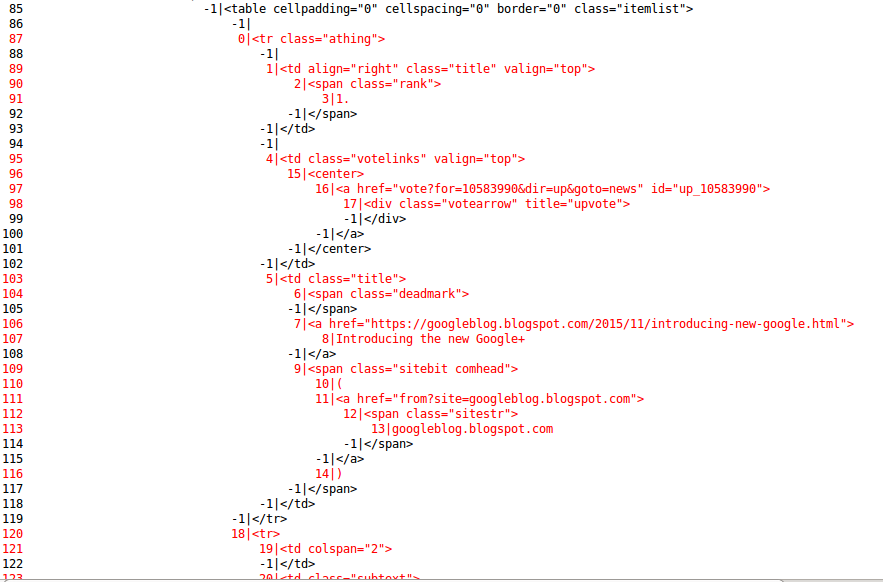 85 -1|<table cellpadding="0" cellspacing="0" border="0" class="itemlist">
86 -1|
87 0|<tr class="athing">
88 -1|
89 1|<td align="right" class="title" valign="top">
90 2|<span class="rank">
91 3|1.
92 -1|</span>
93 -1|</td>
94 -1|
95 4|<td class="votelinks" valign="top">
96 15|<center>
97 16|<a href="vote?for=10583990&dir=up&goto=news" id="up_10583990">
98 17|<div class="votearrow" title="upvote">
99 -1|</div>
100 -1|</a>
101 -1|</center>
102 -1|</td>
103 5|<td class="title">
104 6|<span class="deadmark">
105 -1|</span>
106 7|<a href="https://googleblog.blogspot.com/2015/11/introducing-new-google.html">
107 8|Introducing the new Google+
108 -1|</a>
109 9|<span class="sitebit comhead">
110 10|(
111 11|<a href="from?site=googleblog.blogspot.com">
112 12|<span class="sitestr">
113 13|googleblog.blogspot.com
114 -1|</span>
115 -1|</a>
116 14|)
117 -1|</span>
118 -1|</td>
119 -1|</tr>
120 18|<tr>
121 19|<td colspan="2">
122 -1|</td>
123 20|<td class="subtext">